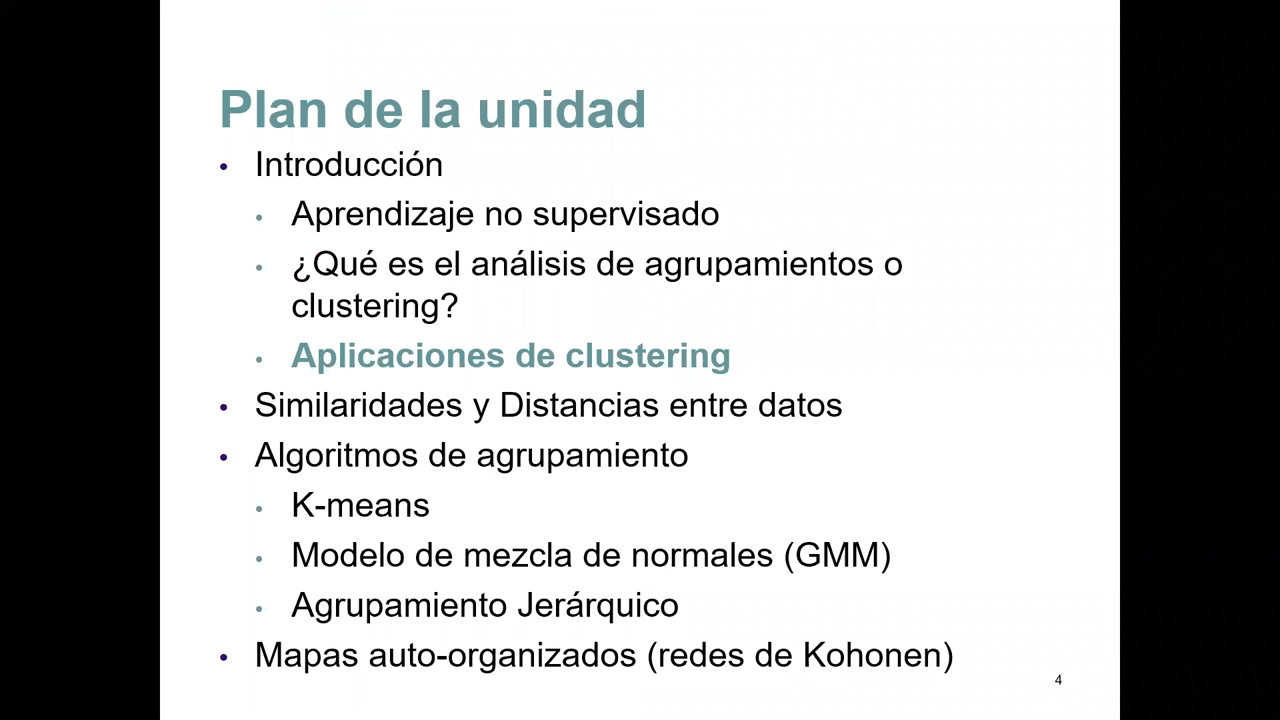 Plan de la unidad
• Introducción
• Aprendizaje no supervisado
• ¿Qué es el análisis de agrupamientos o
clustering?
• Aplicaciones de clustering
• Similaridades y Distancias entre datos
• Algoritmos de agrupamiento
• K-means
• Modelo de mezcla de normales (GMM)
• Agrupamiento Jerárquico
• Mapas auto-organizados (redes de Kohonen)
4